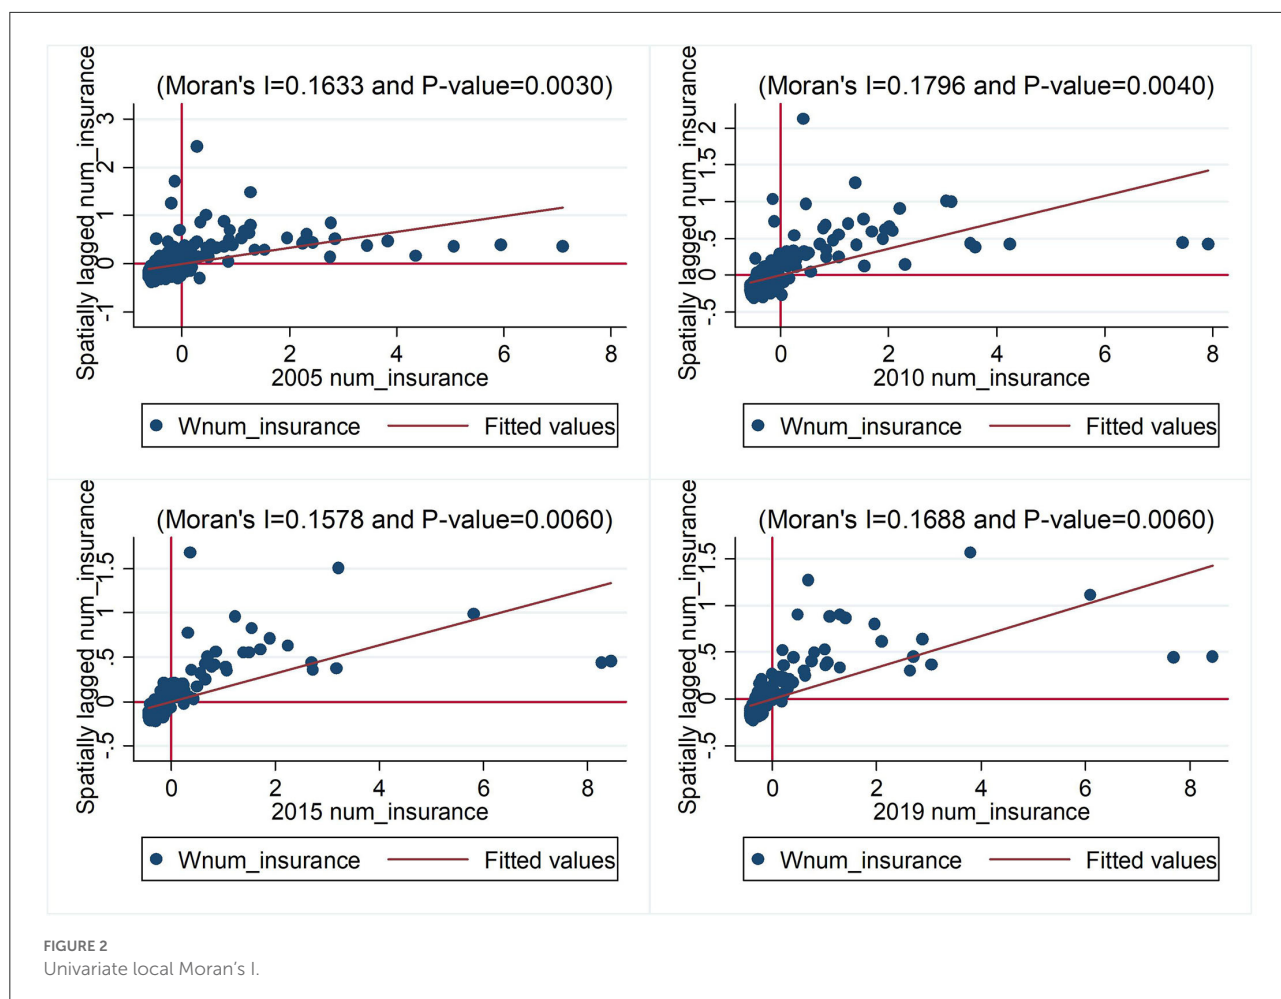 (Moran's I=0.1633 and P-value=0.0030)
Spatially lagged num_insurance
3
2
1
0
-1
0 2 4 6 8
2005 num_insurance
Wnum_insurance Fitted values
(Moran's I=0.1796 and P-value=0.0040)
Spatially lagged num_insurance
2
1.5
1
.5
0
-.5
0 2 4 6 8
2010 num_insurance
Wnum_insurance Fitted values
(Moran's I=0.1578 and P-value=0.0060)
Spatially lagged num_insurance
1.5
1
.5
0
-.5
0 2 4 6 8
2015 num_insurance
Wnum_insurance Fitted values
(Moran's I=0.1688 and P-value=0.0060)
Spatially lagged num_insurance
1.5
1
.5
0
-.5
0 2 4 6 8
2019 num_insurance
Wnum_insurance Fitted values
FIGURE 2
Univariate local Moran's I.